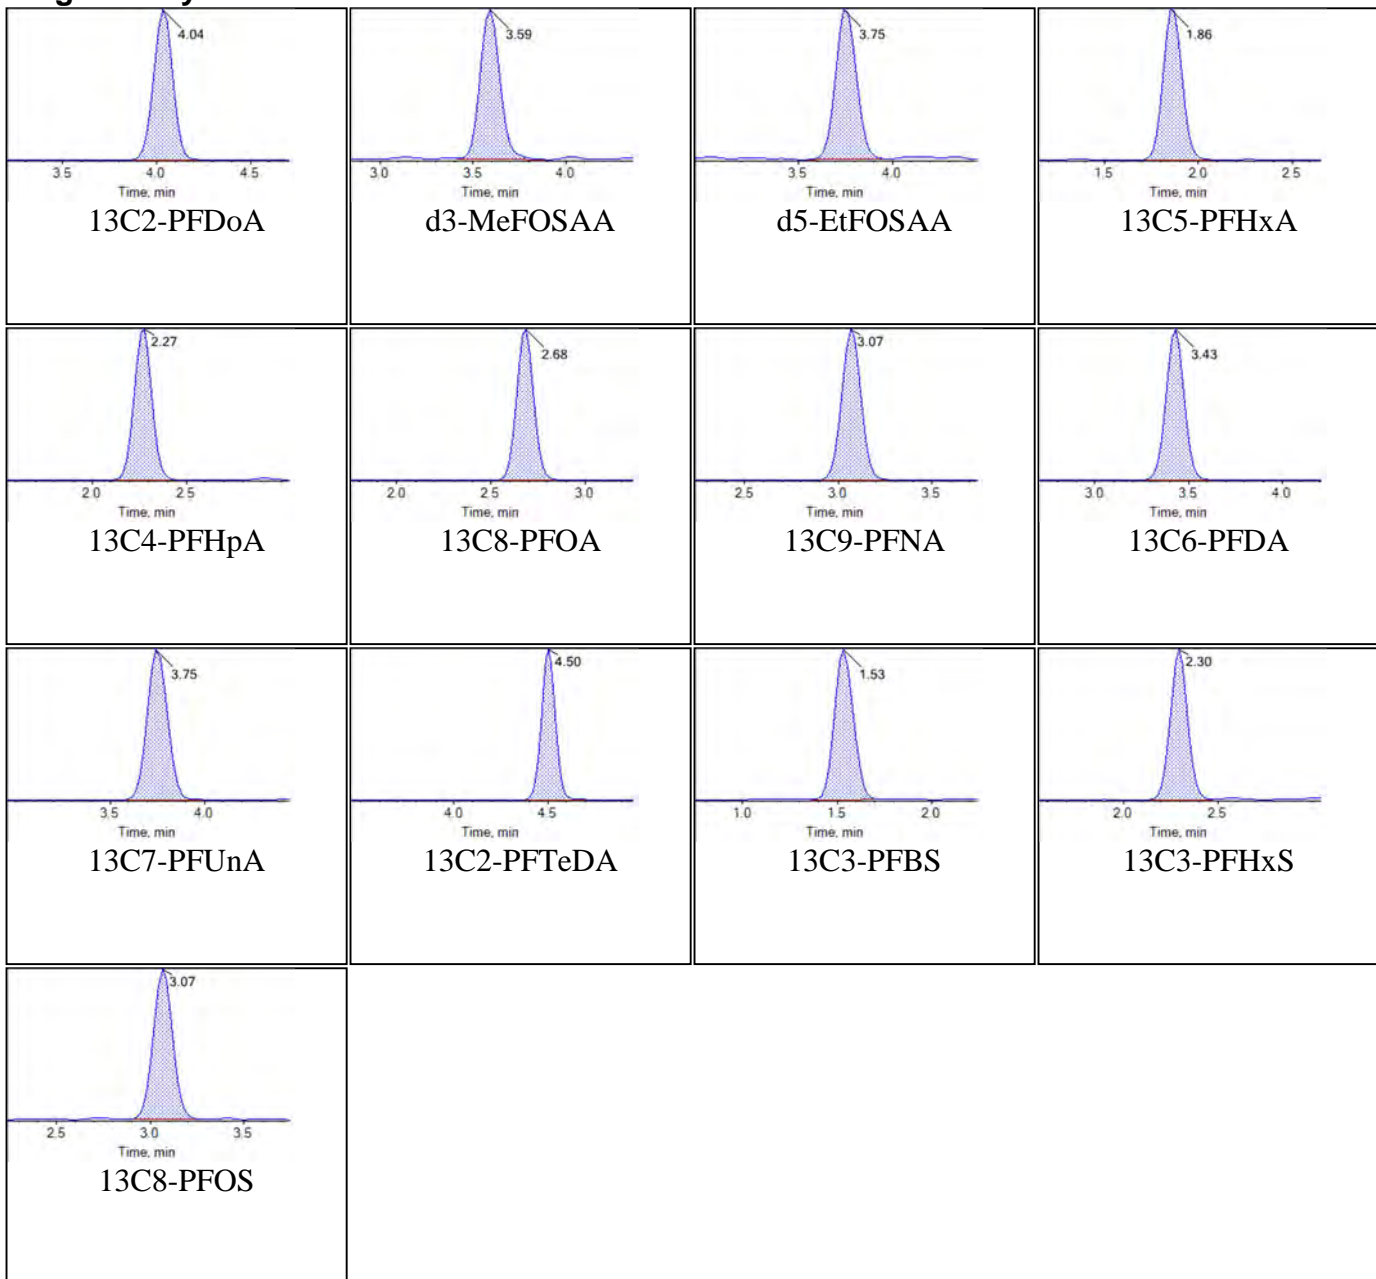 4.04
3.5 4.0 4.5
Time, min
13C2-PFDoA
3.59
3.0 3.5 4.0
Time, min
d3-MeFOSAA
3.75
3.5 4.0
Time, min
d5-EtFOSAA
1.86
1.5 2.0 2.5
Time, min
13C5-PFHxA
2.27
2.0 2.5
Time, min
13C4-PFHpA
2.68
2.0 2.5 3.0
Time, min
13C8-PFOA
3.07
2.5 3.0 3.5
Time, min
13C9-PFNA
3.43
3.0 3.5 4.0
Time, min
13C6-PFDA
3.75
3.5 4.0
Time, min
13C7-PFUnA
4.50
4.0 4.5
Time, min
13C2-PFTeDA
1.53
1.0 1.5 2.0
Time, min
13C3-PFBS
2.30
2.0 2.5
Time, min
13C3-PFHxS
3.07
2.5 3.0 3.5
Time, min
13C8-PFOS